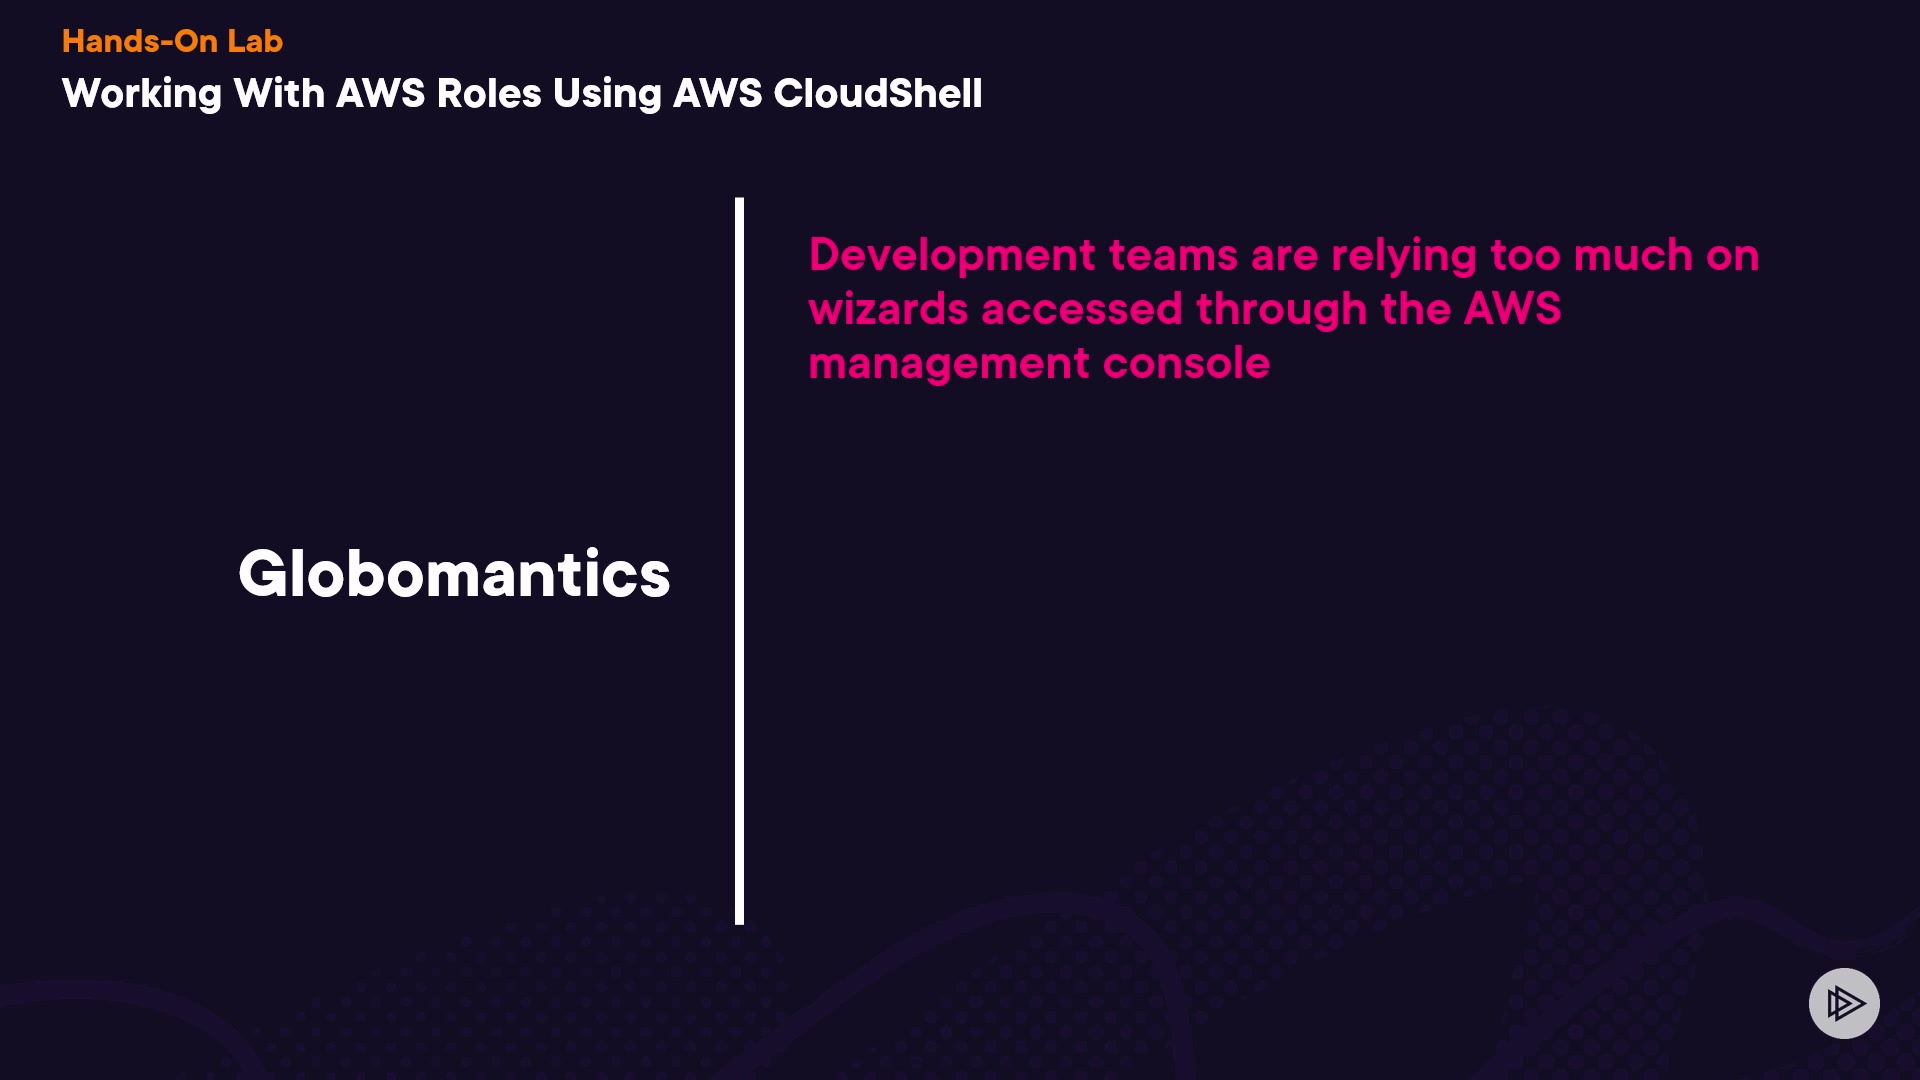 Hands-On Lab
Working With AWS Roles Using AWS CloudShell
Globomantics
Development teams are relying too much on
wizards accessed through the AWS
management console